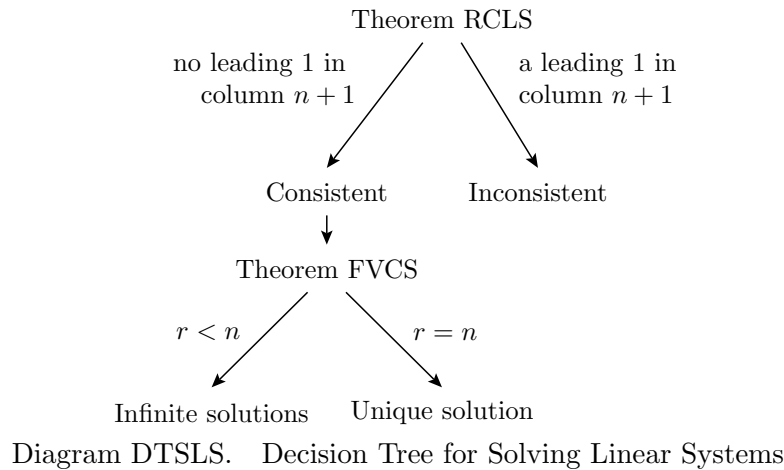 Theorem RCLS
no leading 1 in
column n + 1
a leading 1 in
column n + 1
Consistent
Inconsistent
Theorem FVCS
r < n
r = n
Infinite solutions
Unique solution
Diagram DTSLS. Decision Tree for Solving Linear Systems